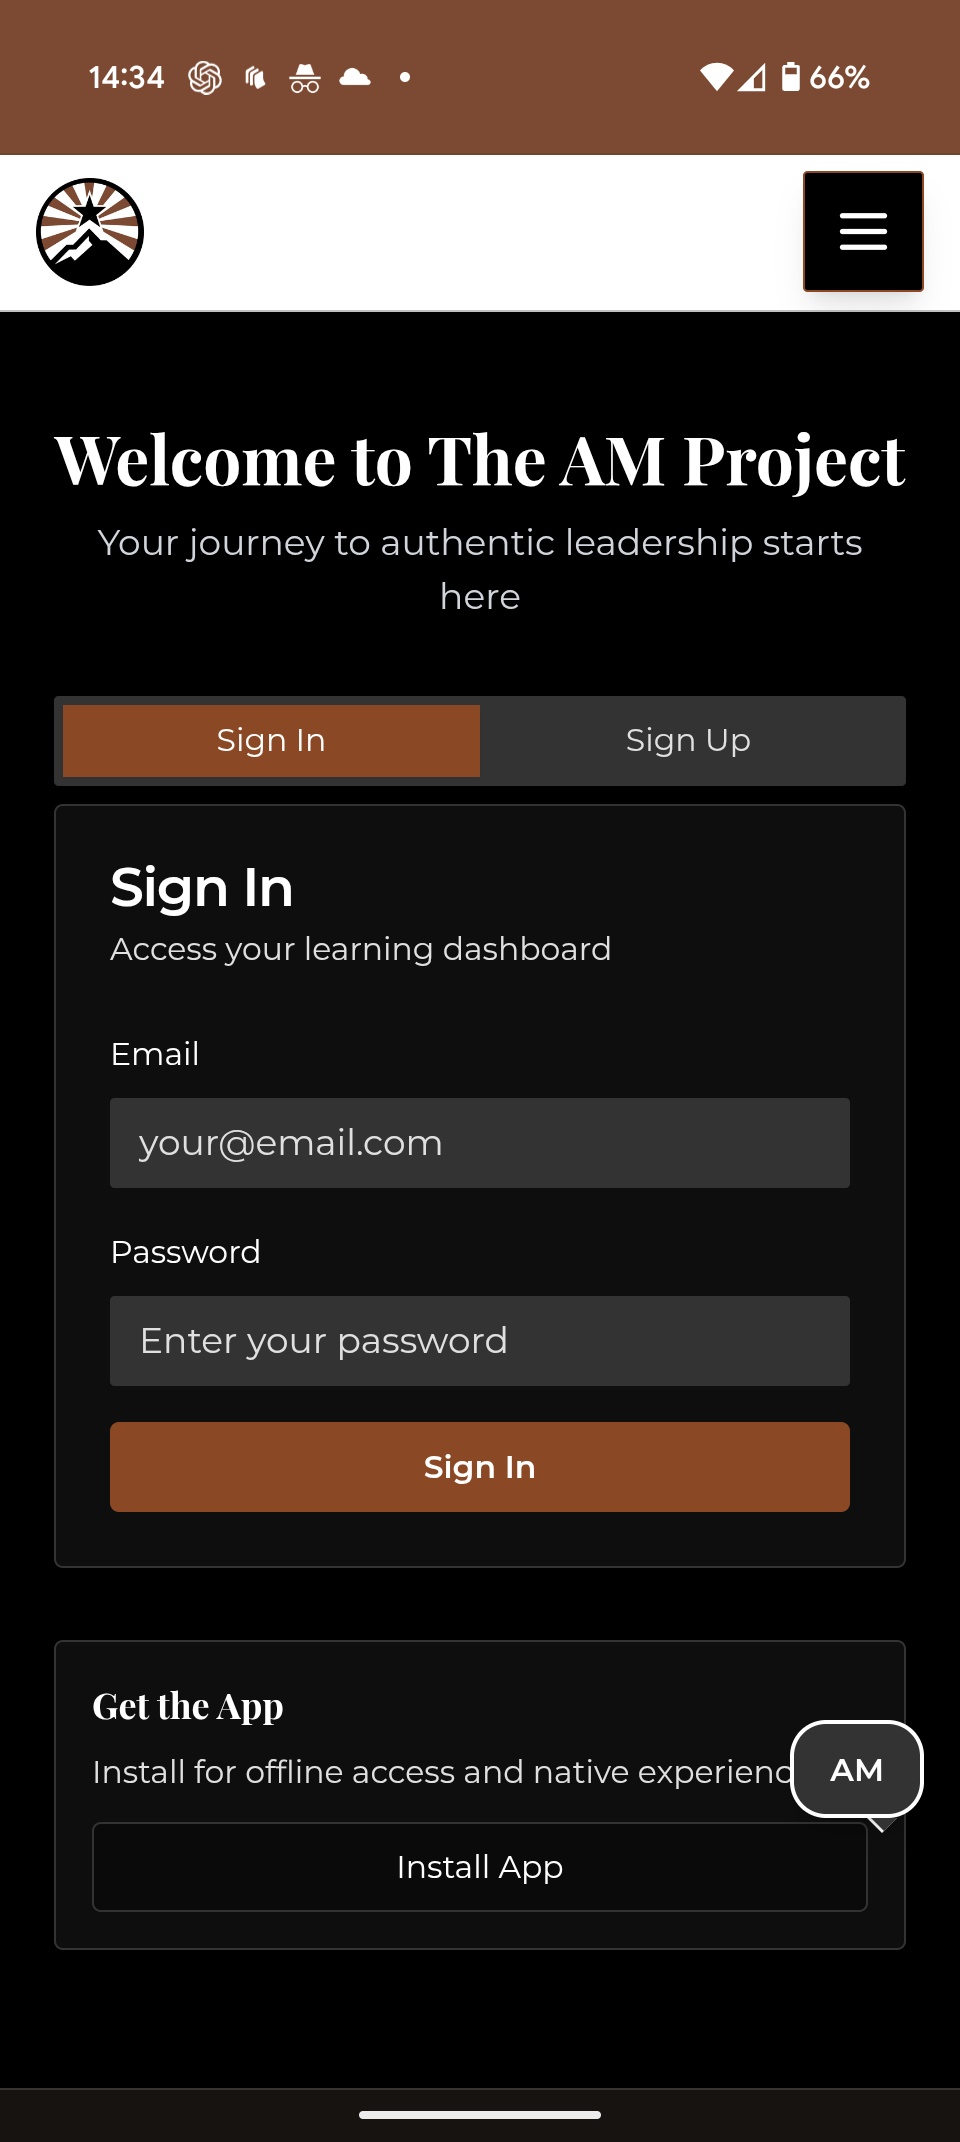 14:34
66%
Welcome to The AM Project
Your journey to authentic leadership starts
here
Sign In
Sign Up
Sign In
Access your learning dashboard
Email
your@email.com
Password
Enter your password
Sign In
Get the App
Install for offline access and native
AM
Install App